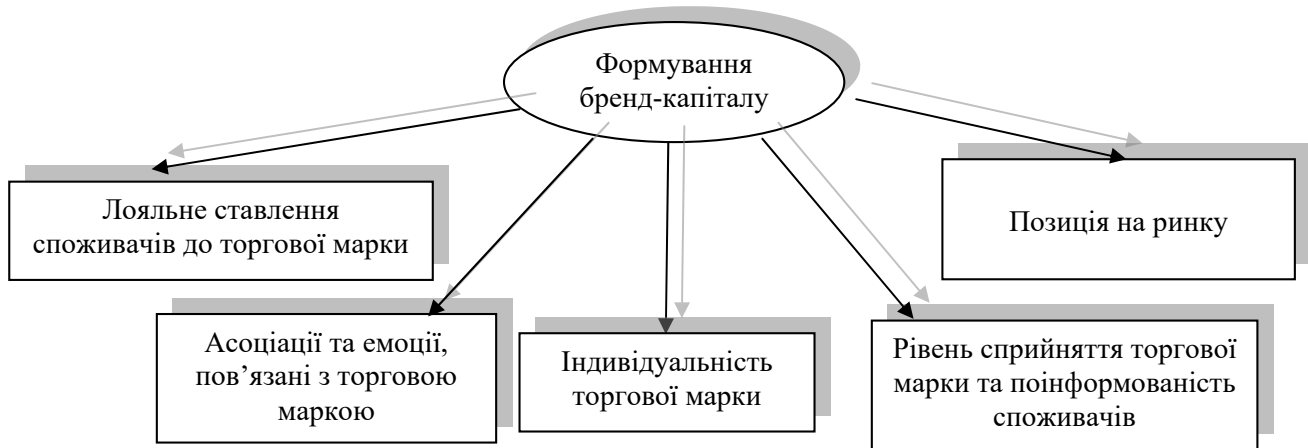 Формування
бренд-капіталу
Лояльне ставлення
споживачів до торгової марки
Позиція на ринку
Асоціації та емоції,
пов’язані з торговою
маркою
Індивідуальність
торгової марки
Рівень сприйняття торгової
марки та поінформованість
споживачів